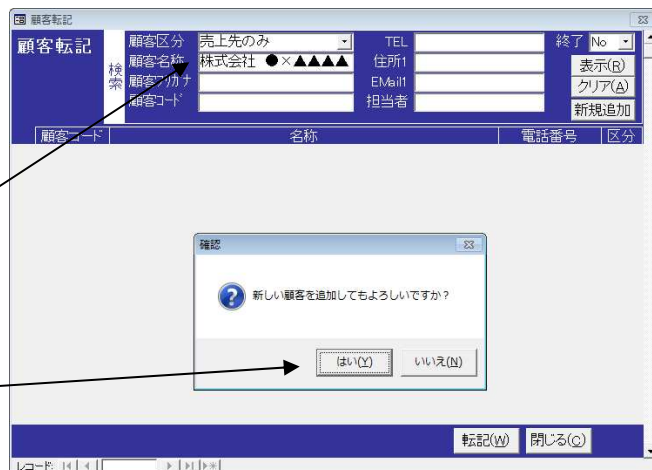 顧客転記
顧客転記
検索
顧客区分 売上先のみ TEL 終了 No
顧客名称 株式会社 ●×▲▲▲▲ 住所1 表示(R)
顧客フリガナ EMail1 クリア(A)
顧客コード 担当者 新規追加
顧客コード 名称 電話番号 区分
確認
新しい顧客を追加してもよろしいですか？
はい(Y) いいえ(N)
転記(W) 閉じる(C)
レコード: